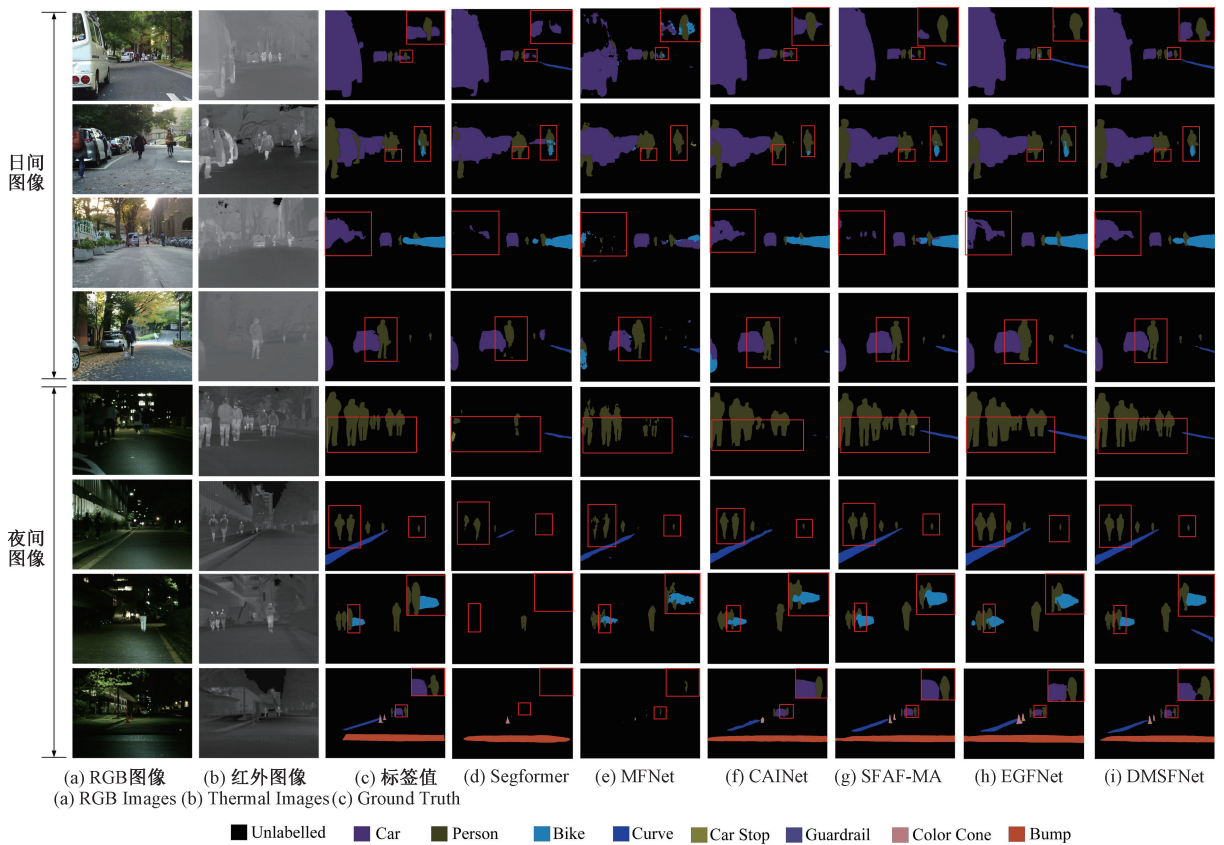 日间
图像
夜间
图像
(a) RGB图像 (b) 红外图像 (c) 标签值 (d) Segformer (e) MFNet (f) CAINet (g) SFAF-MA (h) EGFNet (i) DMSFNet
(a) RGB Images (b) Thermal Images (c) Ground Truth
Unlabelled Car Person Bike Curve Car Stop Guardrail Color Cone Bump